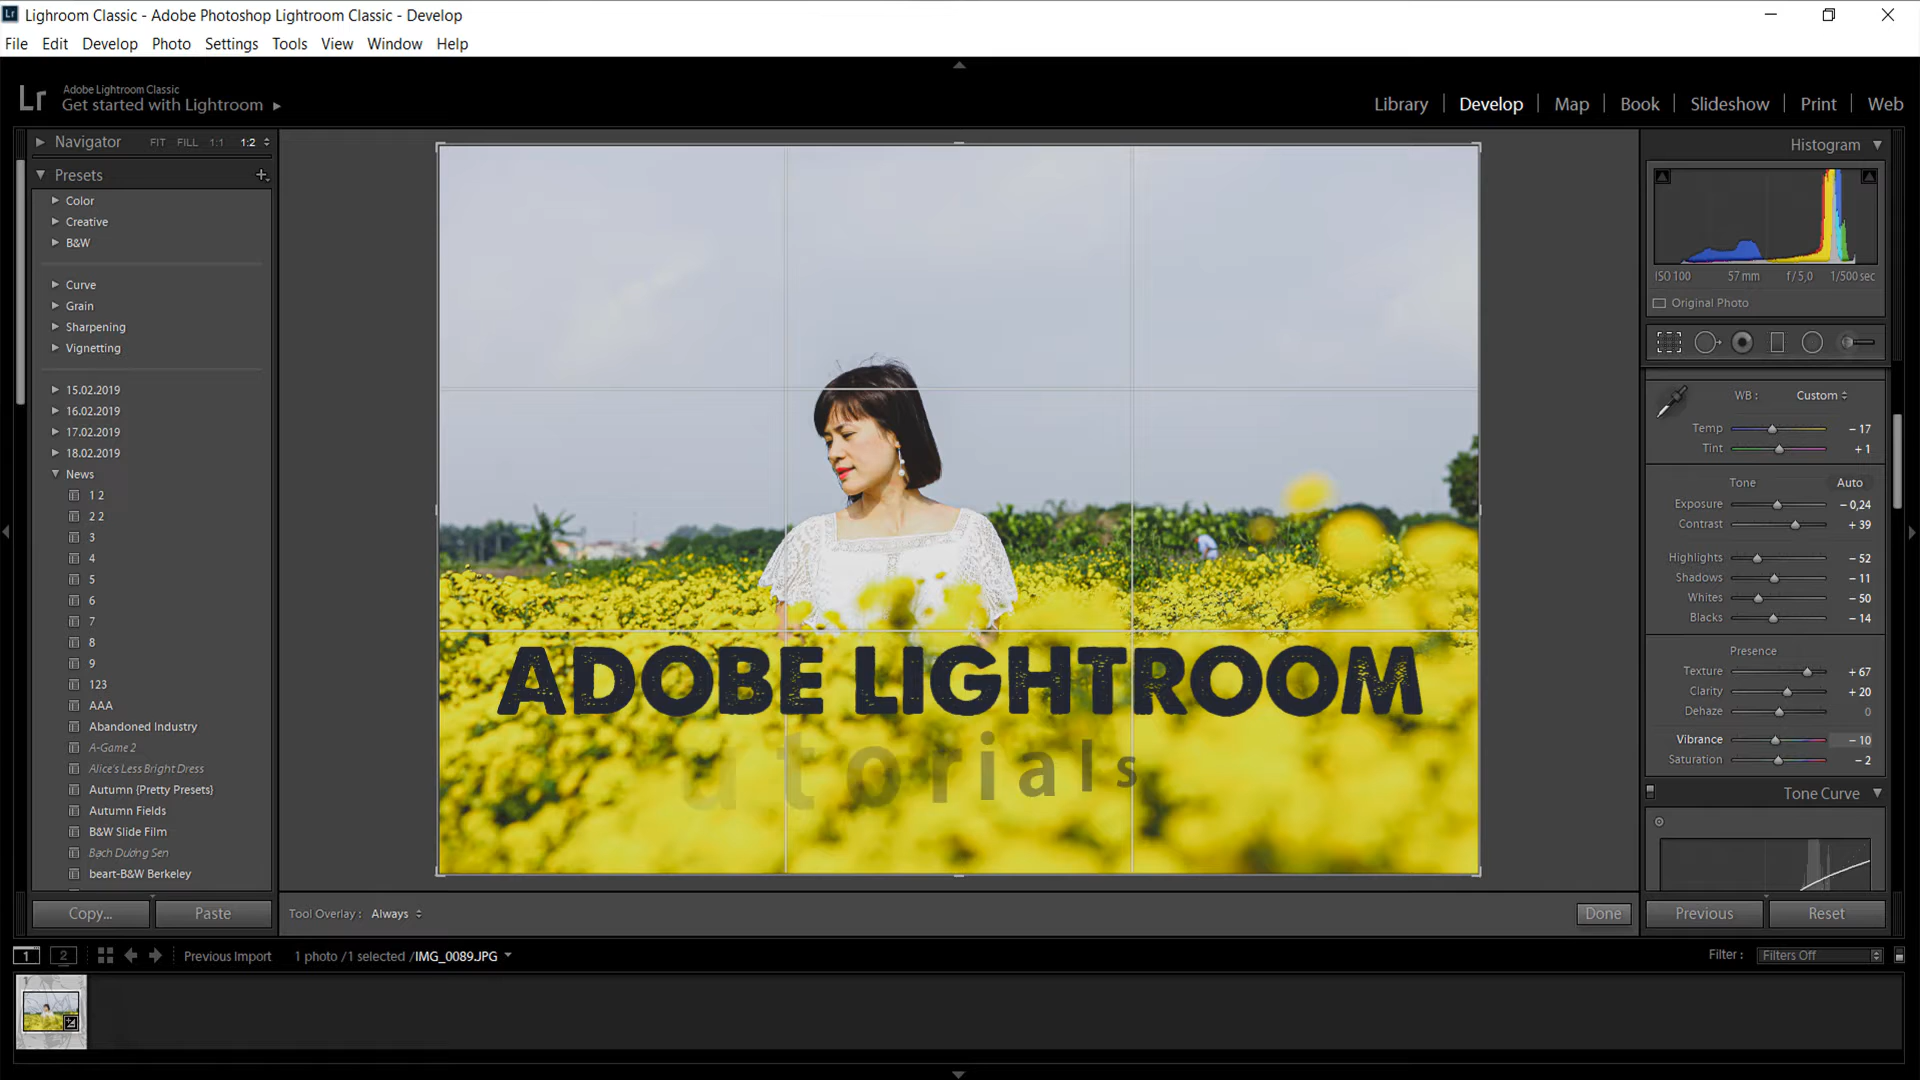 Lighroom Classic - Adobe Photoshop Lightroom Classic - Develop
File Edit Develop Photo Settings Tools View Window Help
Lr
Adobe Lightroom Classic
Get started with Lightroom
Library Develop Map Book Slideshow Print Web
Navigator FIT FILL 1:1 1:2
Presets
Color
Creative
B&W
Curve
Grain
Sharpening
Vignetting
15.02.2019
16.02.2019
17.02.2019
18.02.2019
News
1 2
2 2
3
4
5
6
7
8
9
123
AAA
Abandoned Industry
A-Game 2
Alice's Less Bright Dress
Autumn {Pretty Presets}
Autumn Fields
B&W Slide Film
Bạch Dương Sen
beart-B&W Berkeley
Copy... Paste
ADOBE LIGHTROOM
utorials
Tool Overlay : Always
Done
Histogram
ISO 100 57 mm f / 5,0 1/500 sec
Original Photo
WB : Custom
Temp - 17
Tint + 1
Tone Auto
Exposure - 0,24
Contrast + 39
Highlights - 52
Shadows - 11
Whites - 50
Blacks - 14
Presence
Texture + 67
Clarity + 20
Dehaze 0
Vibrance - 10
Saturation - 2
Tone Curve
Previous Reset
1 2 Previous Import 1 photo /1 selected /IMG_0089.JPG
Filter : Filters Off
1